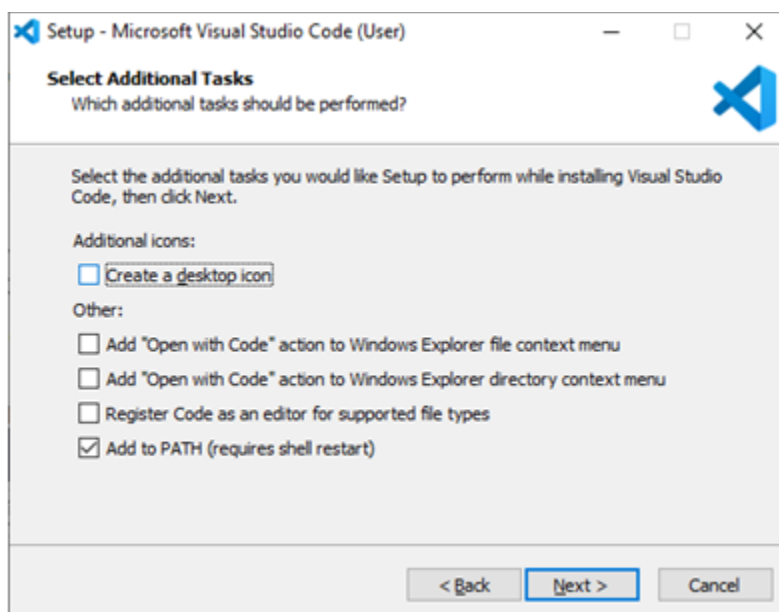 Setup - Microsoft Visual Studio Code (User)
Select Additional Tasks
Which additional tasks should be performed?
Select the additional tasks you would like Setup to perform while installing Visual Studio
Code, then click Next.
Additional icons:
Create a desktop icon
Other:
Add "Open with Code" action to Windows Explorer file context menu
Add "Open with Code" action to Windows Explorer directory context menu
Register Code as an editor for supported file types
Add to PATH (requires shell restart)
< Back Next > Cancel